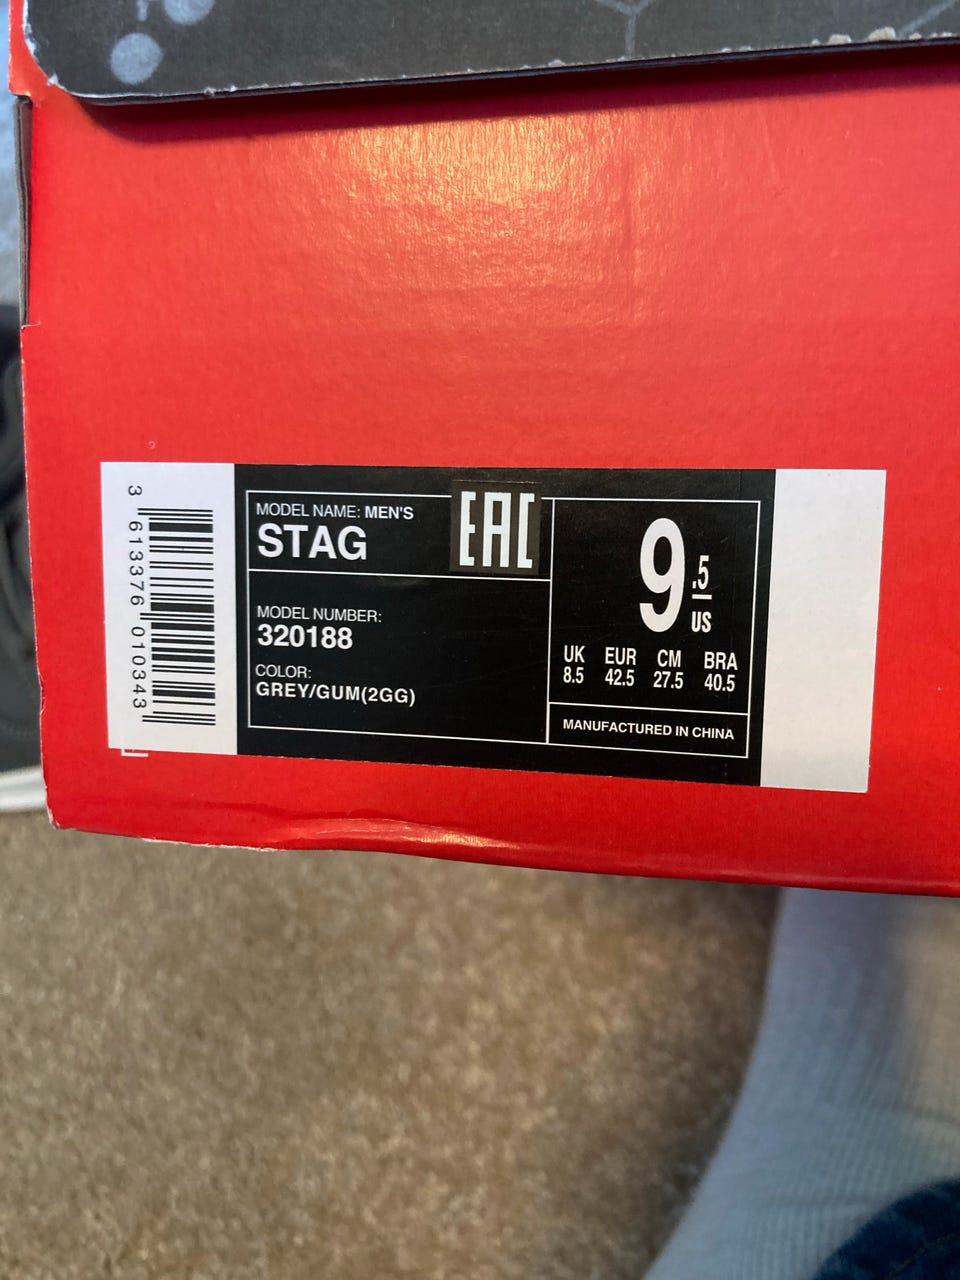 3 613376 010343
MODEL NAME: MEN'S
STAG
EAC
MODEL NUMBER:
320188
COLOR:
GREY/GUM(2GG)
9.5
US
UK EUR CM BRA
8.5 42.5 27.5 40.5
MANUFACTURED IN CHINA